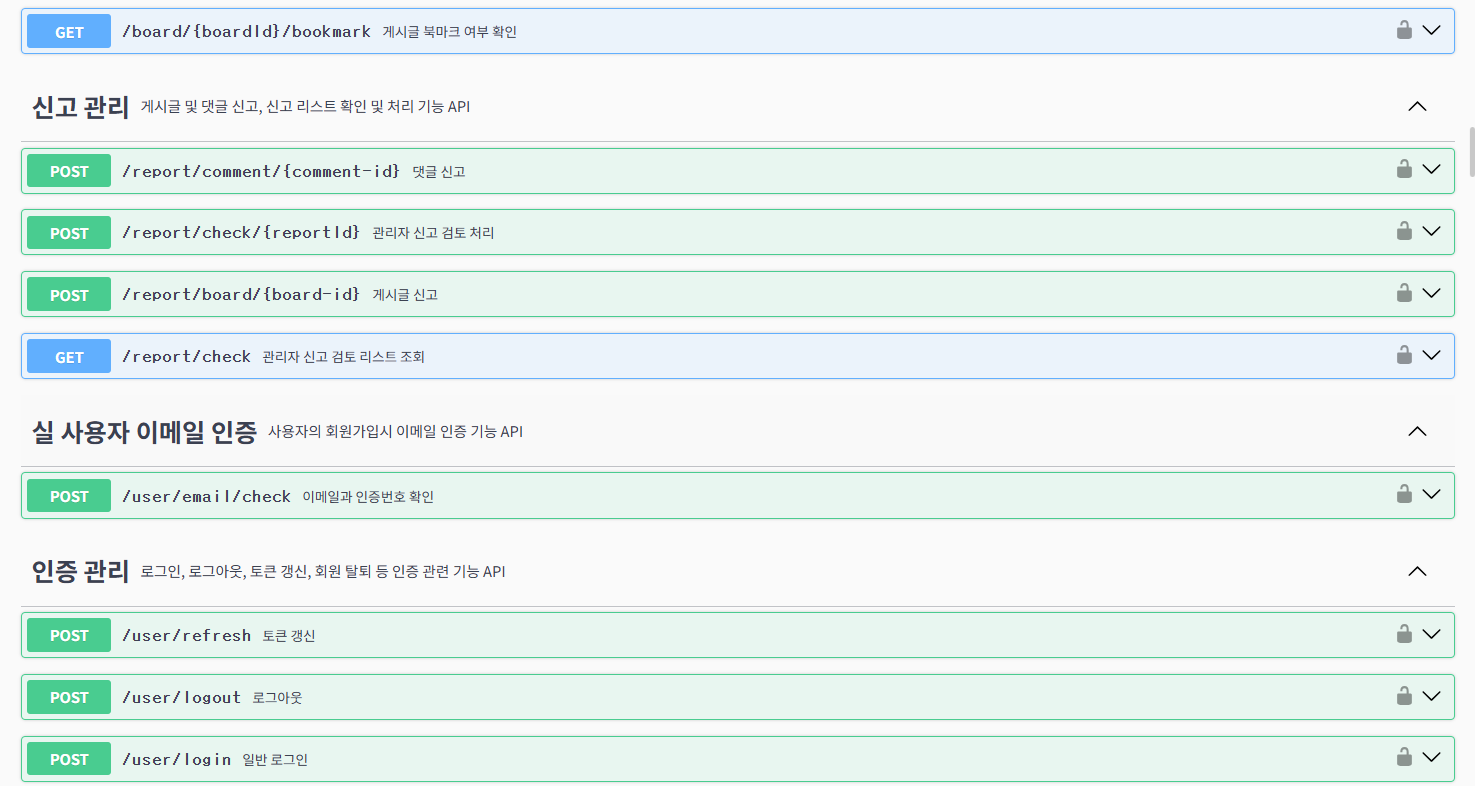 GET /board/{boardId}/bookmark 게시글 북마크 여부 확인
신고 관리 게시글 및 댓글 신고, 신고 리스트 확인 및 처리 기능 API
POST /report/comment/{comment-id} 댓글 신고
POST /report/check/{reportId} 관리자 신고 검토 처리
POST /report/board/{board-id} 게시글 신고
GET /report/check 관리자 신고 검토 리스트 조회
실 사용자 이메일 인증 사용자의 회원가입시 이메일 인증 기능 API
POST /user/email/check 이메일과 인증번호 확인
인증 관리 로그인, 로그아웃, 토큰 갱신, 회원 탈퇴 등 인증 관련 기능 API
POST /user/refresh 토큰 갱신
POST /user/logout 로그아웃
POST /user/login 일반 로그인